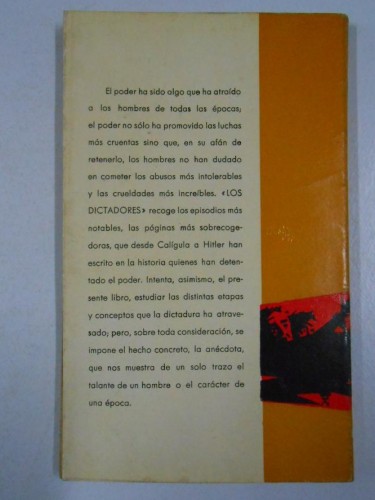 El poder ha sido algo que ha atraído
a los hombres de todas las épocas;
el poder no sólo ha promovido las luchas
más cruentas sino que, en su afán de
retenerlo, los hombres no han dudado
en cometer los abusos más intolerables
y las crueldades más increíbles. «LOS
DICTADORES» recoge los episodios más
notables, las páginas más sobrecoge-
doras, que desde Calígula a Hitler han
escrito en la historia quienes han deten-
tado el poder. Intenta, asimismo, el pre-
sente libro, estudiar las distintas etapas
y conceptos que la dictadura ha atrave-
sado; pero, sobre toda consideración, se
impone el hecho concreto, la anécdota,
que nos muestra de un solo trazo el
talante de un hombre o el carácter de
una época.